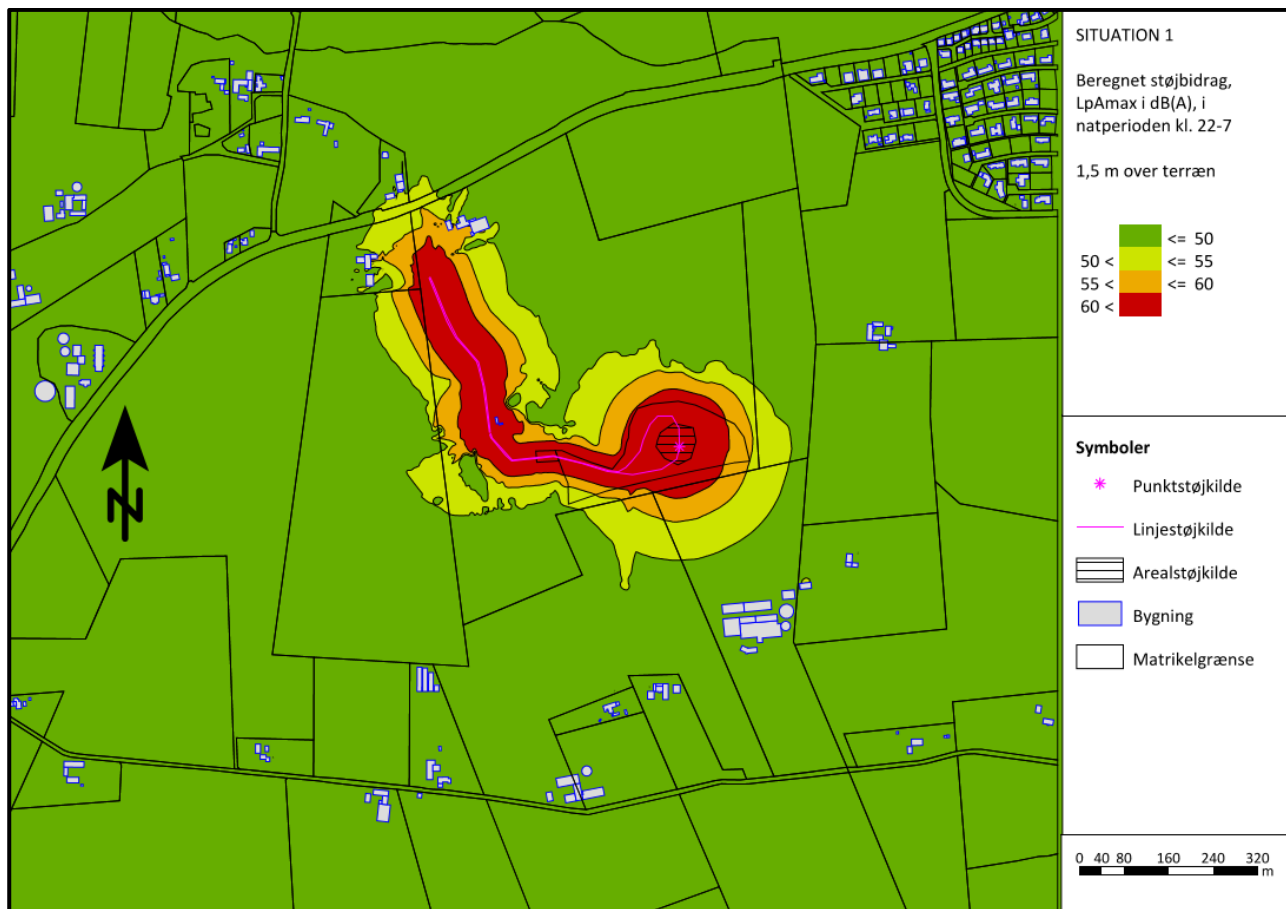 SITUATION 1
Beregnet støjbidrag,
LpAmax i dB(A), i
natperioden kl. 22-7
1,5 m over terræn
<= 50
50 < <= 55
55 < <= 60
60 <
N
Symboler
Punktstøjkilde
Linjestøjkilde
Arealstøjkilde
Bygning
Matrikelgrænse
0 40 80 160 240 320
m